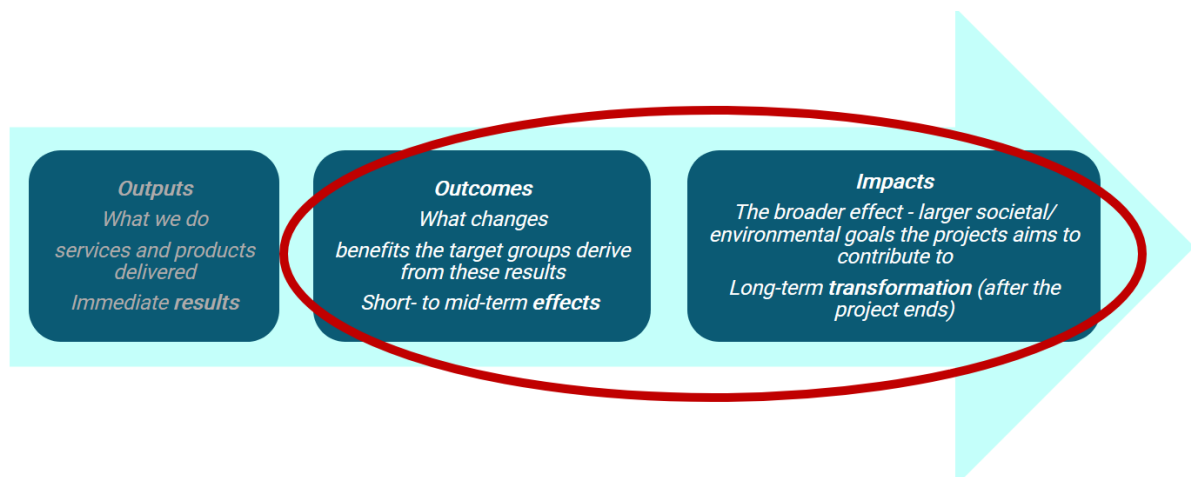 Outputs
What we do
services and products
delivered
Immediate results
Outcomes
What changes
benefits the target groups derive
from these results
Short- to mid-term effects
Impacts
The broader effect - larger societal/
environmental goals the projects aims to
contribute to
Long-term transformation (after the
project ends)